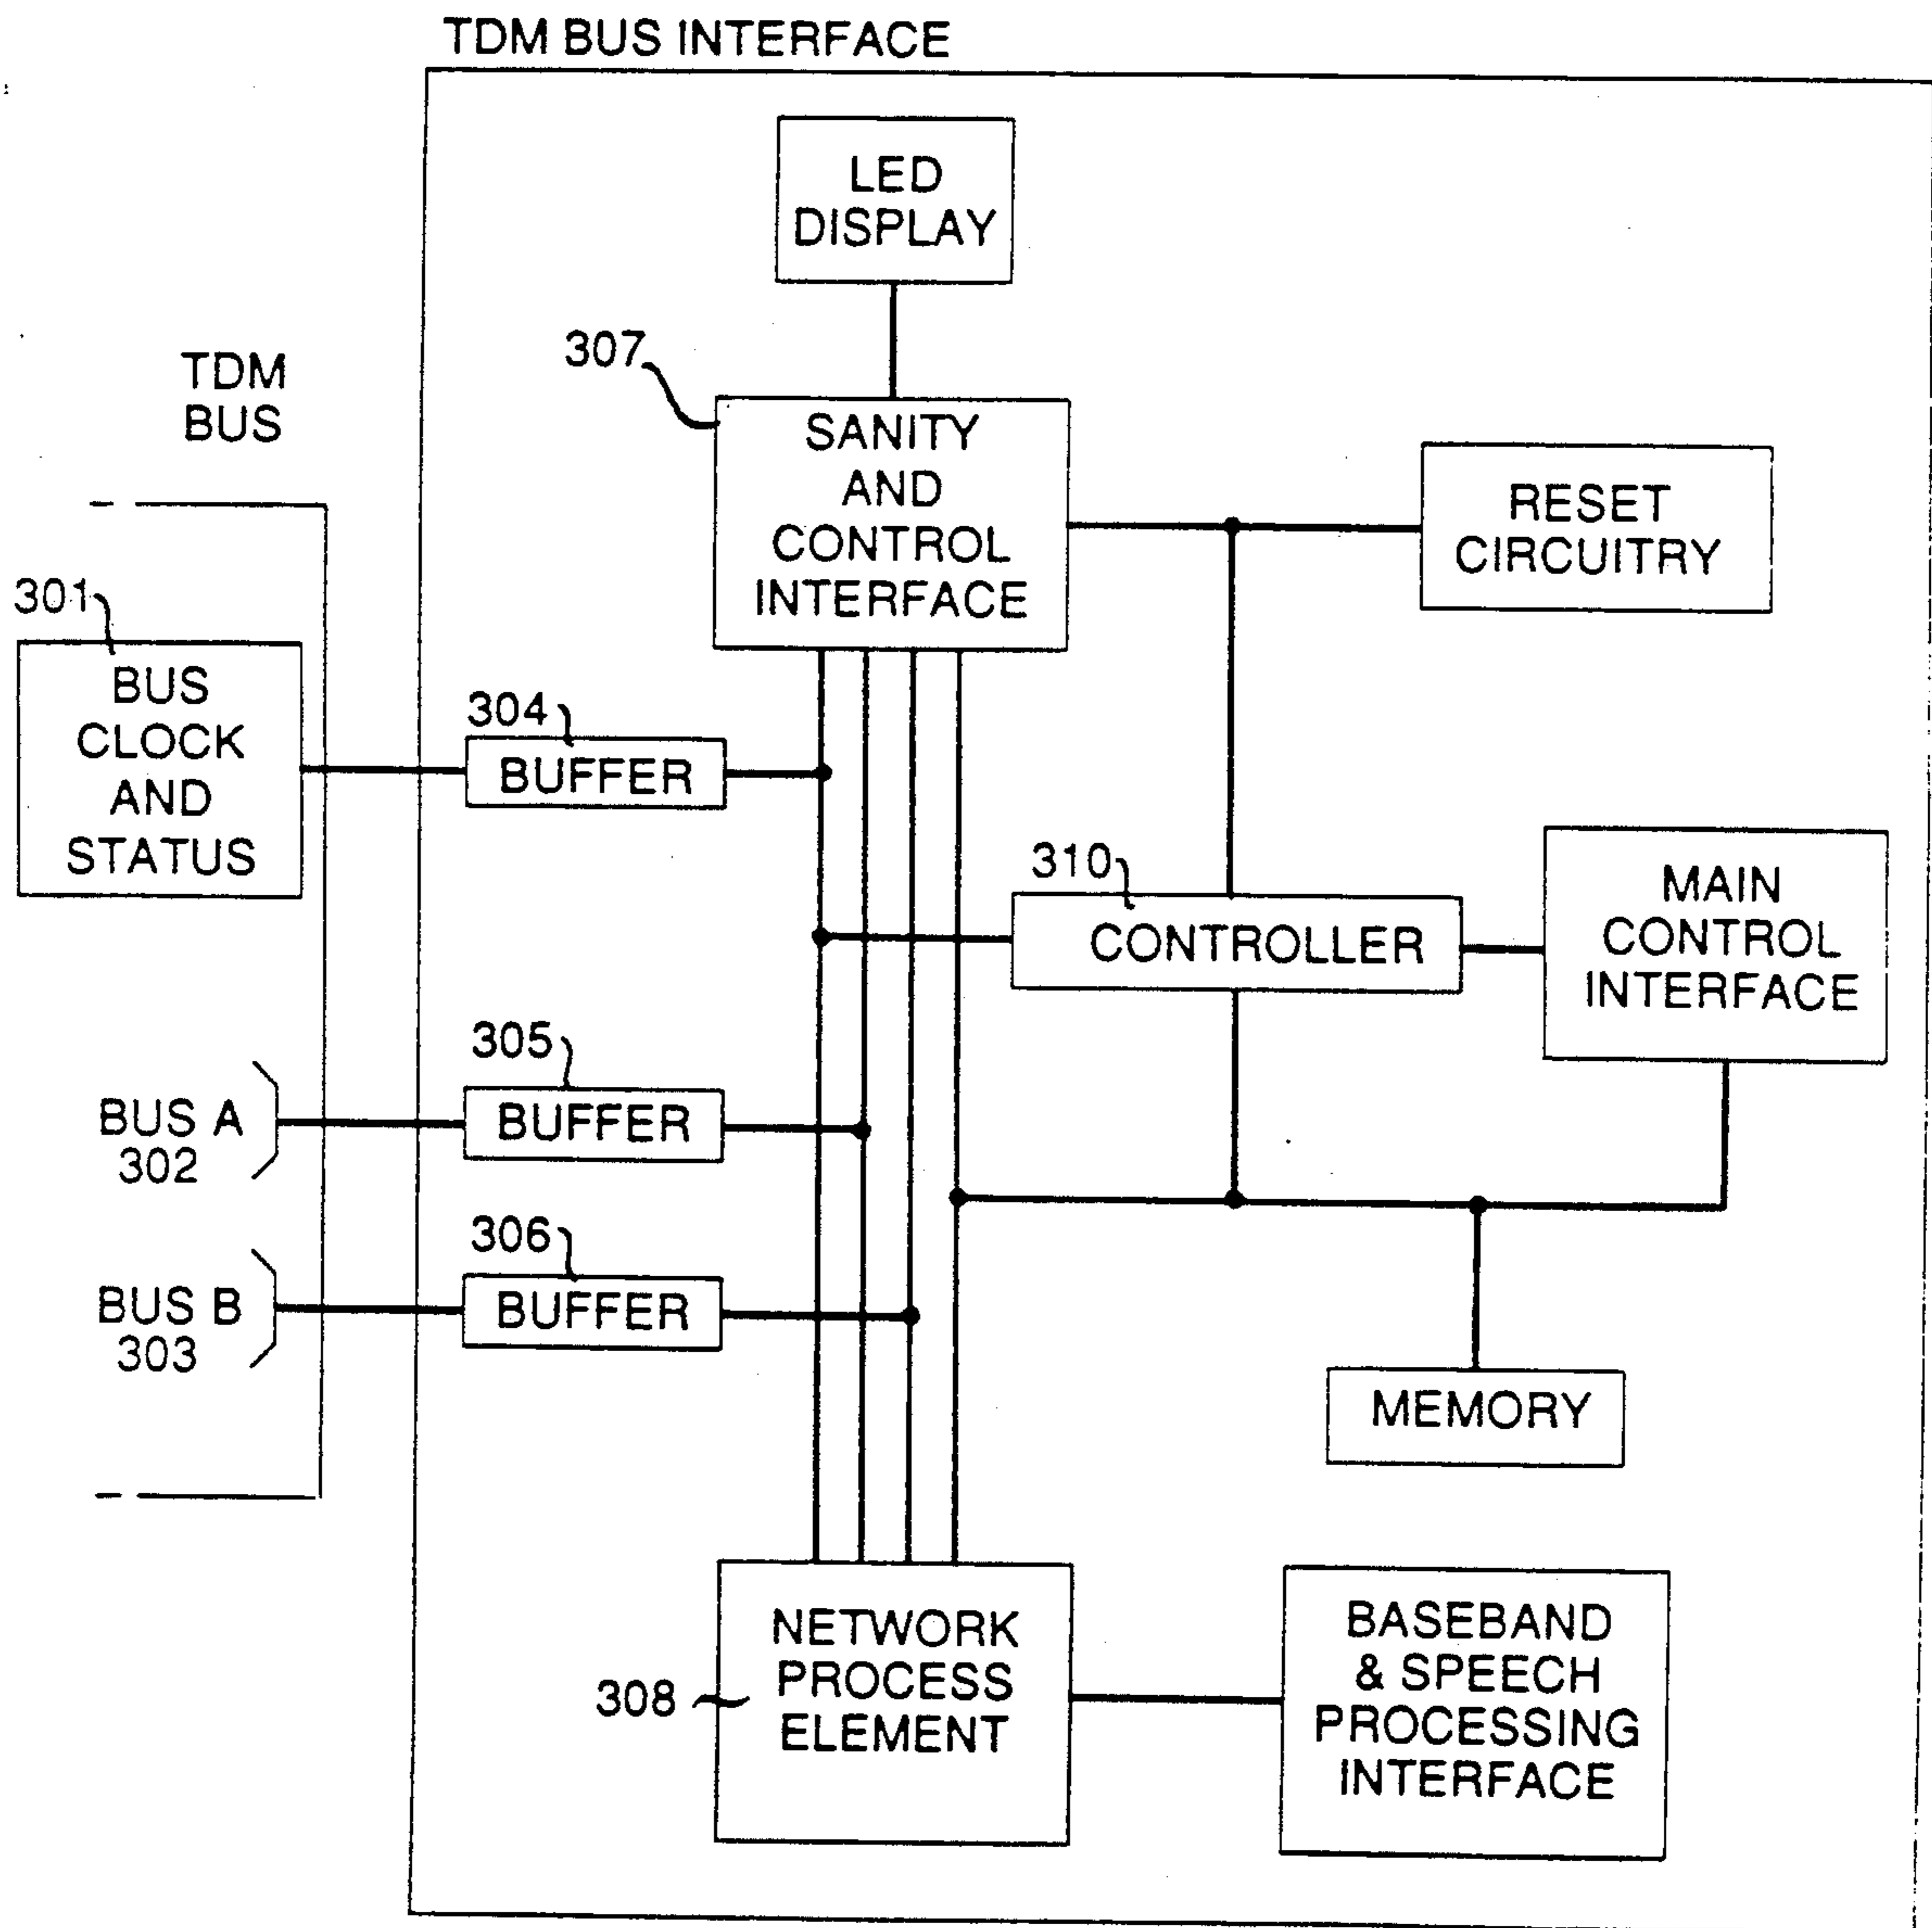 TDM BUS INTERFACE
LED
DISPLAY
307
TDM
BUS
SANITY
AND
CONTROL
INTERFACE
RESET
CIRCUITRY
301
BUS
CLOCK
AND
STATUS
304
BUFFER
310
CONTROLLER
MAIN
CONTROL
INTERFACE
305
BUFFER
BUS A
302
306
BUFFER
BUS B
303
MEMORY
308
NETWORK
PROCESS
ELEMENT
BASEBAND
& SPEECH
PROCESSING
INTERFACE